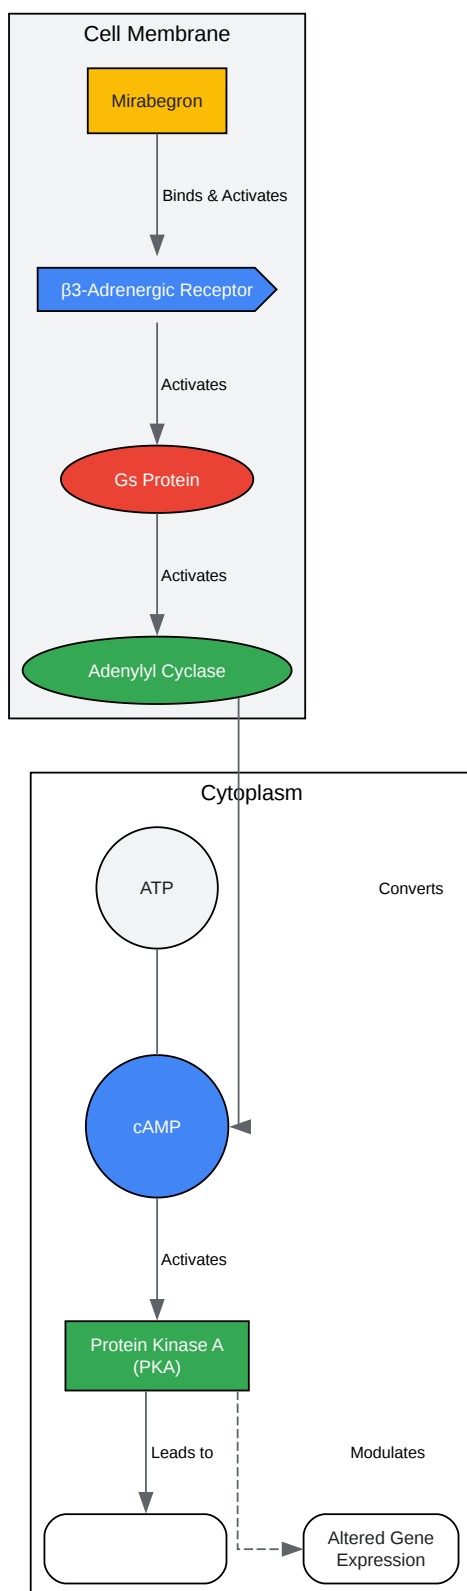 Cell Membrane
Mirabegron
Binds & Activates
β3-Adrenergic Receptor
Activates
Gs Protein
Activates
Adenylyl Cyclase
Cytoplasm
ATP
Converts
cAMP
Activates
Protein Kinase A
(PKA)
Leads to
Modulates
Altered Gene
Expression